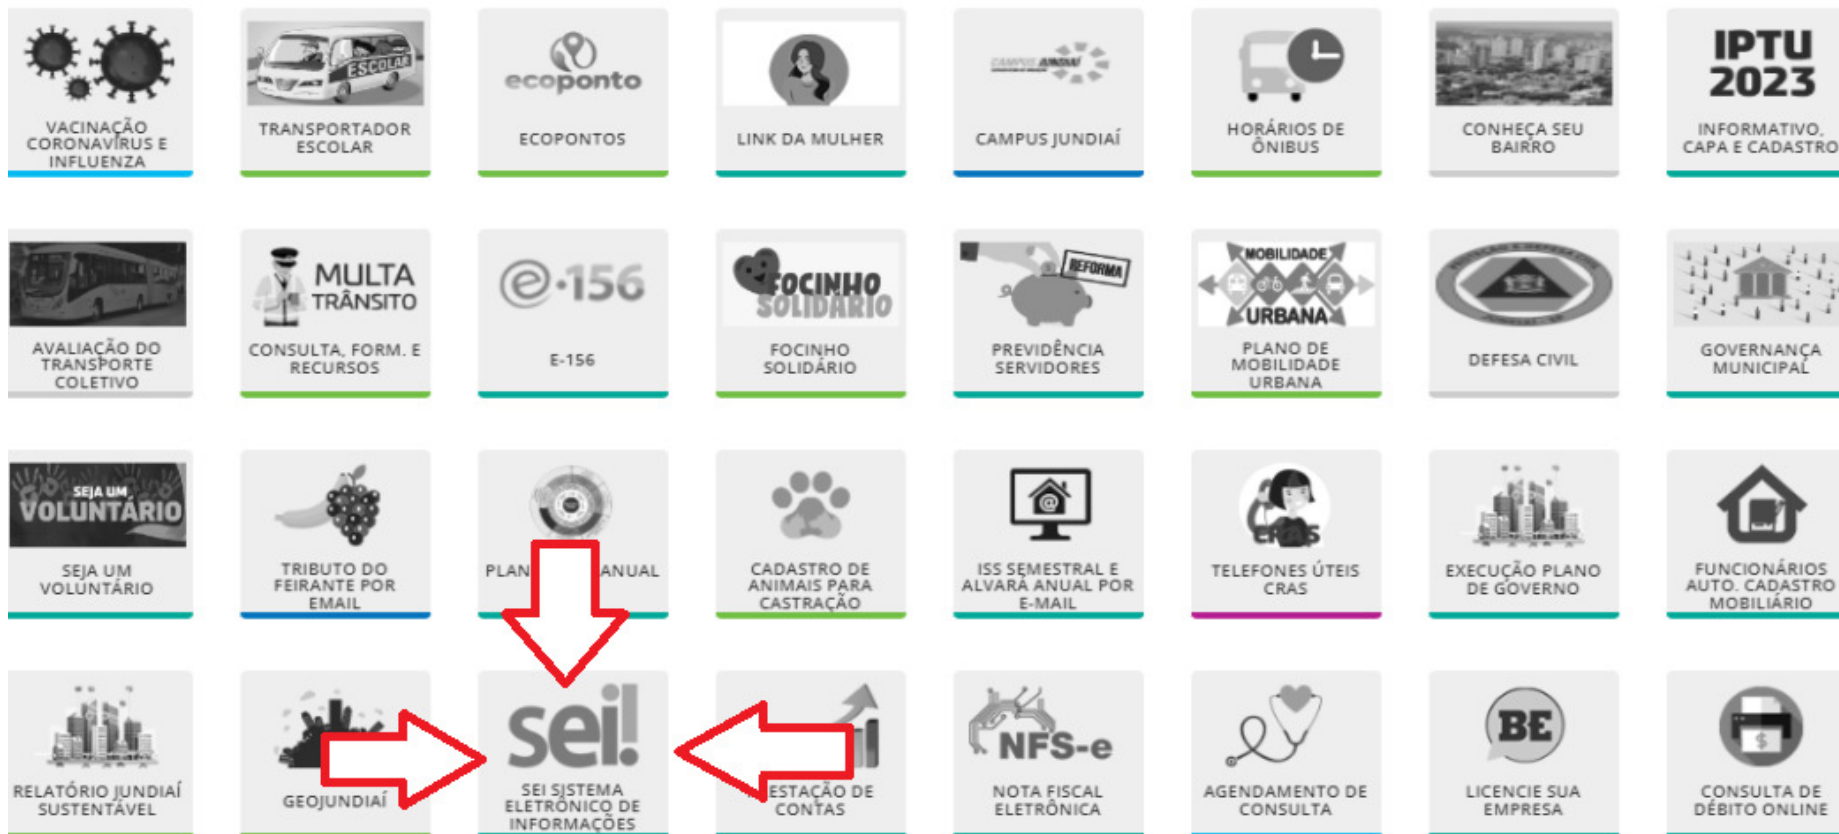 ESCOLAR
ecoponto
CAMPUS JUNDIAÍ
IPTU
2023
VACINAÇÃO
CORONAVÍRUS E
INFLUENZA
TRANSPORTADOR
ESCOLAR
ECOPONTOS
LINK DA MULHER
CAMPUS JUNDIAÍ
HORÁRIOS DE
ÔNIBUS
CONHEÇA SEU
BAIRRO
INFORMATIVO,
CAPA E CADASTRO
MULTA
TRÂNSITO
e-156
FOCINHO
SOLIDÁRIO
REFORMA
MOBILIDADE
URBANA
AVALIAÇÃO DO
TRANSPORTE
COLETIVO
CONSULTA, FORM. E
RECURSOS
E-156
FOCINHO
SOLIDÁRIO
PREVIDÊNCIA
SERVIDORES
PLANO DE
MOBILIDADE
URBANA
DEFESA CIVIL
GOVERNANÇA
MUNICIPAL
SEJA UM
VOLUNTÁRIO
@
CRAS
SEJA UM
VOLUNTÁRIO
TRIBUTO DO
FEIRANTE POR
EMAIL
PLAN ANUAL
CADASTRO DE
ANIMAIS PARA
CASTRAÇÃO
ISS SEMESTRAL E
ALVARÁ ANUAL POR
E-MAIL
TELEFONES ÚTEIS
CRAS
EXECUÇÃO PLANO
DE GOVERNO
FUNCIONÁRIOS
AUTO. CADASTRO
MOBILIÁRIO
sei!
NFS-e
BE
$
RELATÓRIO JUNDIAÍ
SUSTENTÁVEL
GEOJUNDIAÍ
SEI SISTEMA
ELETRÔNICO DE
INFORMAÇÕES
ESTAÇÃO DE
CONTAS
NOTA FISCAL
ELETRÔNICA
AGENDAMENTO DE
CONSULTA
LICENCIE SUA
EMPRESA
CONSULTA DE
DÉBITO ONLINE